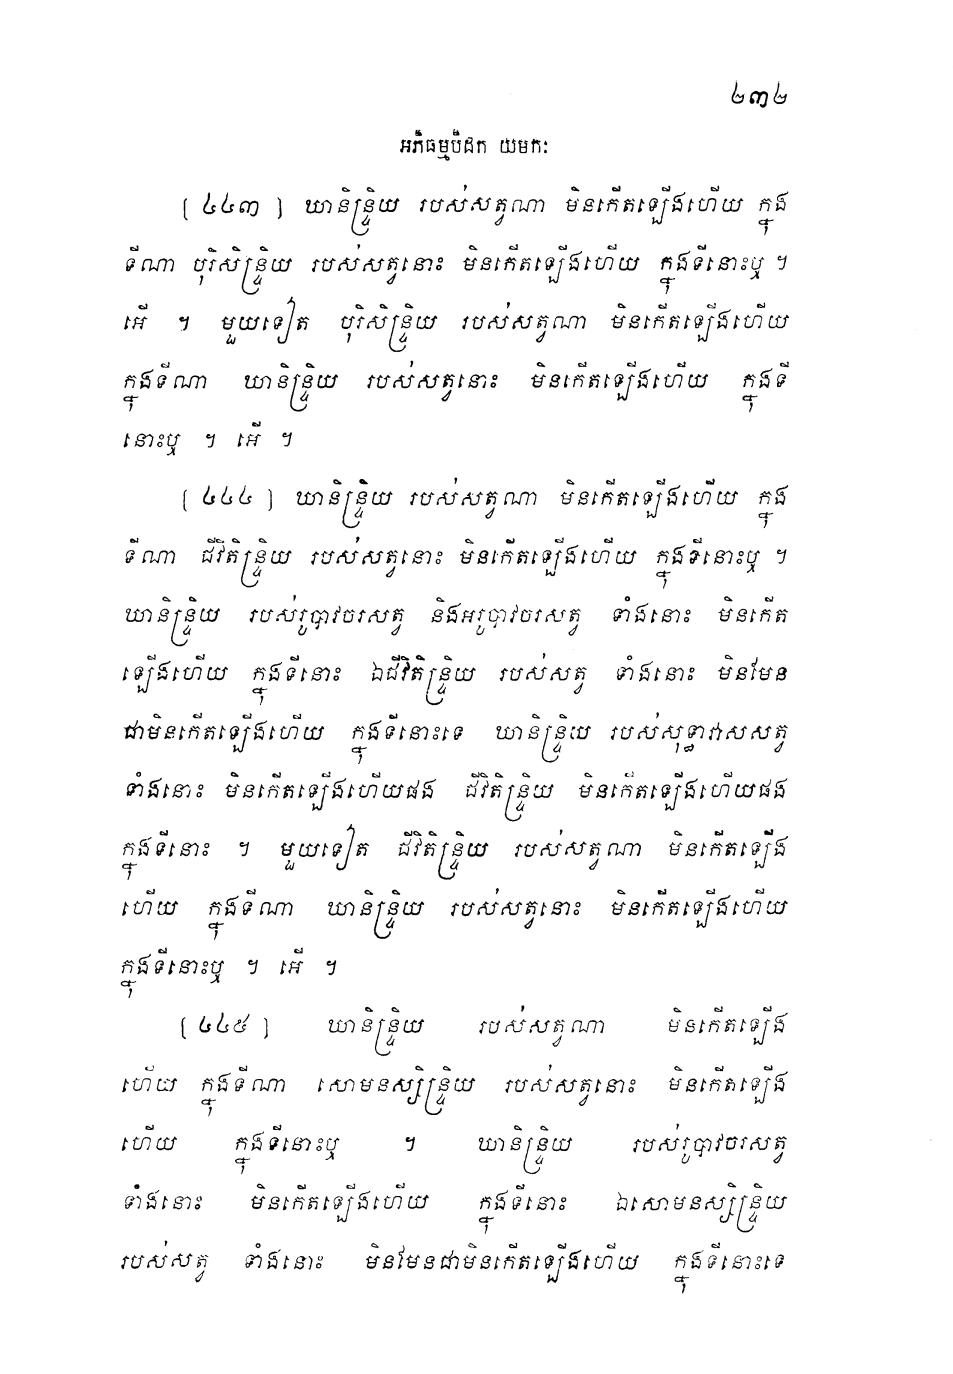 ២៣២
អភិធម្មបិដក យមកៈ
[ ៤៤៣ ] ឃានិន្ទ្រិយ របស់សត្វណា មិនកើតឡើងហើយ ក្នុង
ទីណា បុរិសិន្ទ្រិយ របស់សត្វនោះ មិនកើតឡើងហើយ ក្នុងទីនោះឬ ។
អើ ។ មួយទៀត បុរិសិន្ទ្រិយ របស់សត្វណា មិនកើតឡើងហើយ
ក្នុងទីណា ឃានិន្ទ្រិយ របស់សត្វនោះ មិនកើតឡើងហើយ ក្នុងទី
នោះឬ ។ អើ ។
[ ៤៤៤ ] ឃានិន្ទ្រិយ របស់សត្វណា មិនកើតឡើងហើយ ក្នុង
ទីណា ជីវិតិន្ទ្រិយ របស់សត្វនោះ មិនកើតឡើងហើយ ក្នុងទីនោះឬ ។
ឃានិន្ទ្រិយ របស់រូបាវចរសត្វ និងអរូបាវចរសត្វ ទាំងនោះ មិនកើត
ឡើងហើយ ក្នុងទីនោះ ឯជីវិតិន្ទ្រិយ របស់សត្វ ទាំងនោះ មិនមែន
ជាមិនកើតឡើងហើយ ក្នុងទីនោះទេ ឃានិន្ទ្រិយ របស់សុទ្ធាវាសសត្វ
ទាំងនោះ មិនកើតឡើងហើយផង ជីវិតិន្ទ្រិយ មិនកើតឡើងហើយផង
ក្នុងទីនោះ ។ មួយទៀត ជីវិតិន្ទ្រិយ របស់សត្វណា មិនកើតឡើង
ហើយ ក្នុងទីណា ឃានិន្ទ្រិយ របស់សត្វនោះ មិនកើតឡើងហើយ
ក្នុងទីនោះឬ ។ អើ ។
[ ៤៤៥ ] ឃានិន្ទ្រិយ របស់សត្វណា មិនកើតឡើង
ហើយ ក្នុងទីណា សោមនស្សិន្ទ្រិយ របស់សត្វនោះ មិនកើតឡើង
ហើយ ក្នុងទីនោះឬ ។ ឃានិន្ទ្រិយ របស់រូបាវចរសត្វ
ទាំងនោះ មិនកើតឡើងហើយ ក្នុងទីនោះ ឯសោមនស្សិន្ទ្រិយ
របស់សត្វ ទាំងនោះ មិនមែនជាមិនកើតឡើងហើយ ក្នុងទីនោះទេ